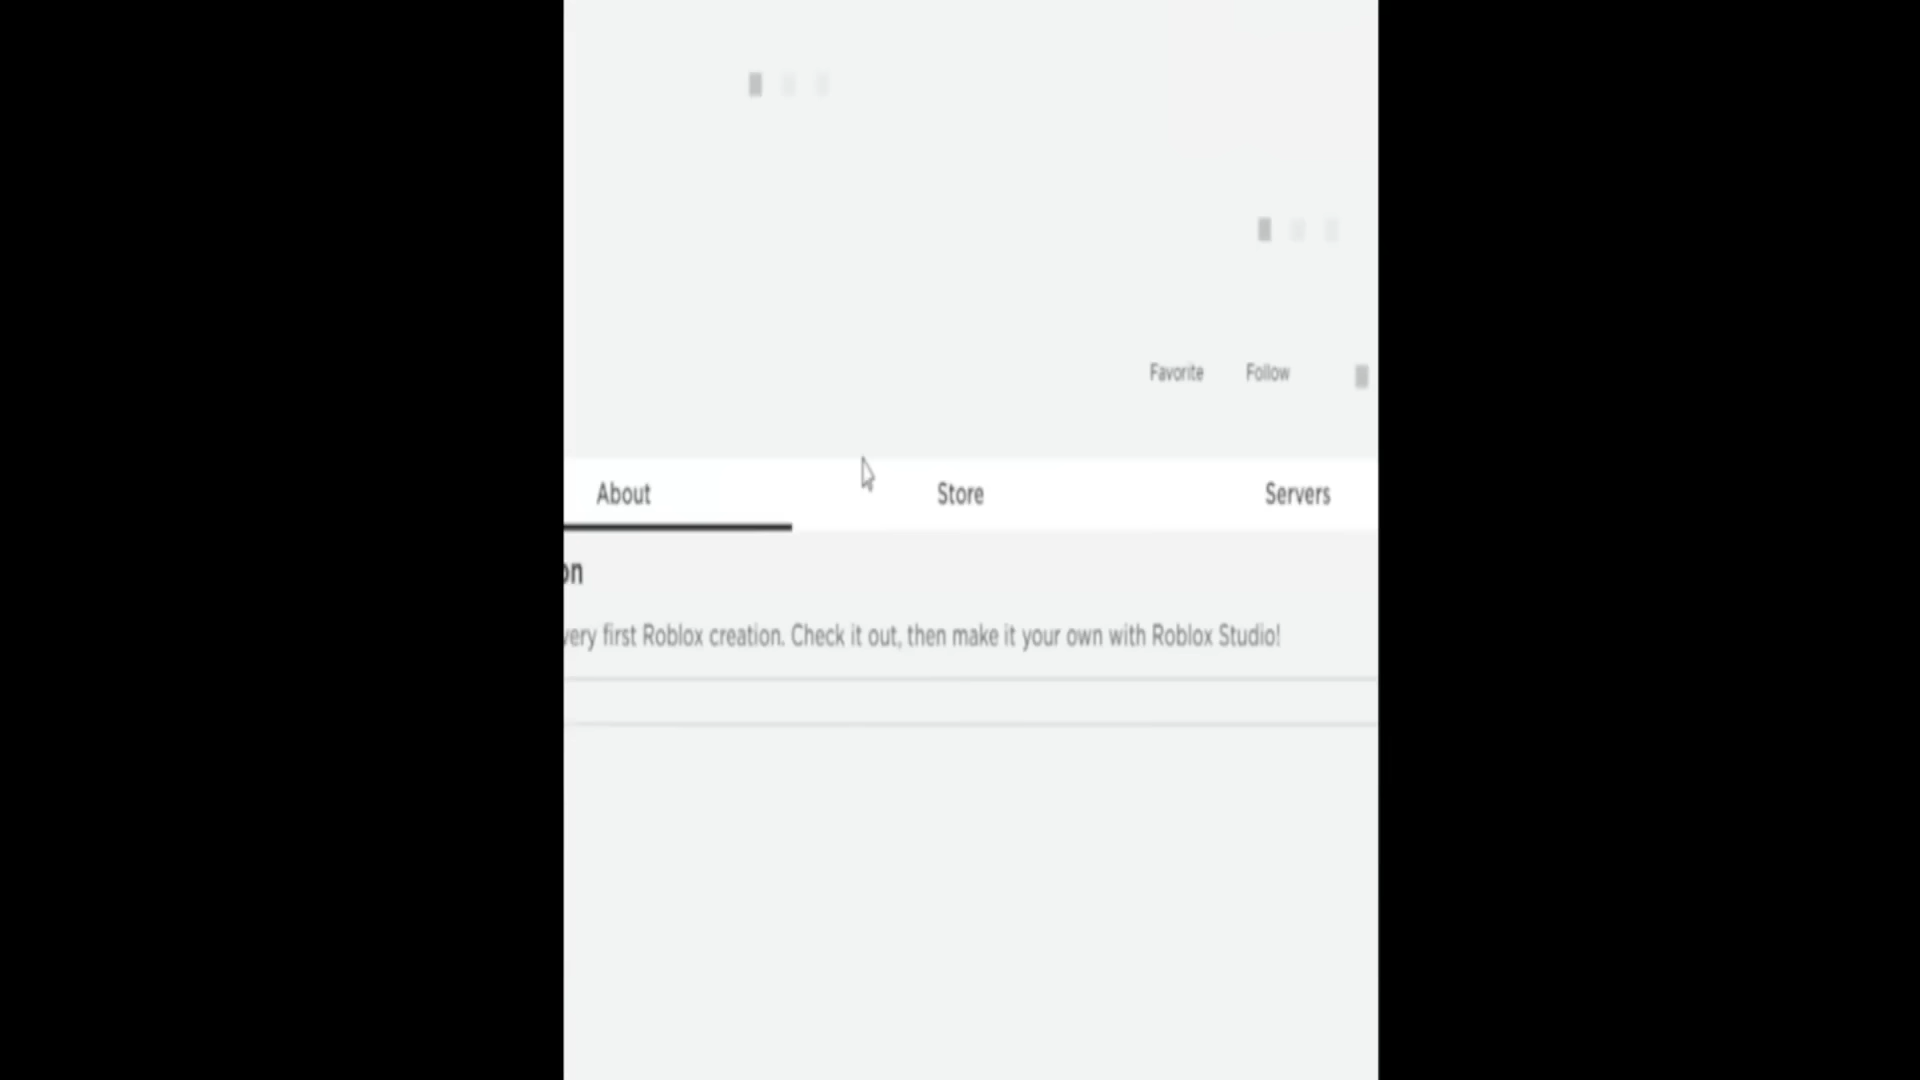 Favorite Follow
About Store Servers
on
very first Roblox creation. Check it out, then make it your own with Roblox Studio!